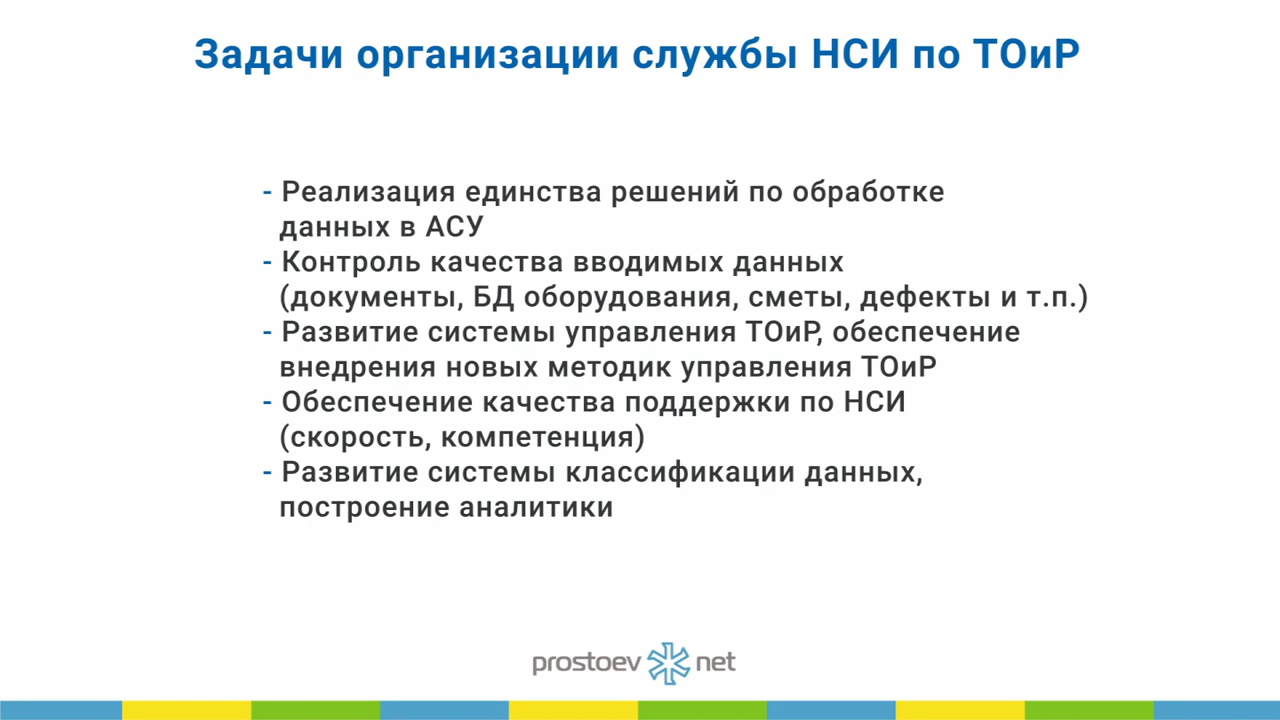 Задачи организации службы НСИ по ТОиР
- Реализация единства решений по обработке
данных в АСУ
- Контроль качества вводимых данных
(документы, БД оборудования, сметы, дефекты и т.п.)
- Развитие системы управления ТОиР, обеспечение
внедрения новых методик управления ТОиР
- Обеспечение качества поддержки по НСИ
(скорость, компетенция)
- Развитие системы классификации данных,
построение аналитики
prostoev net